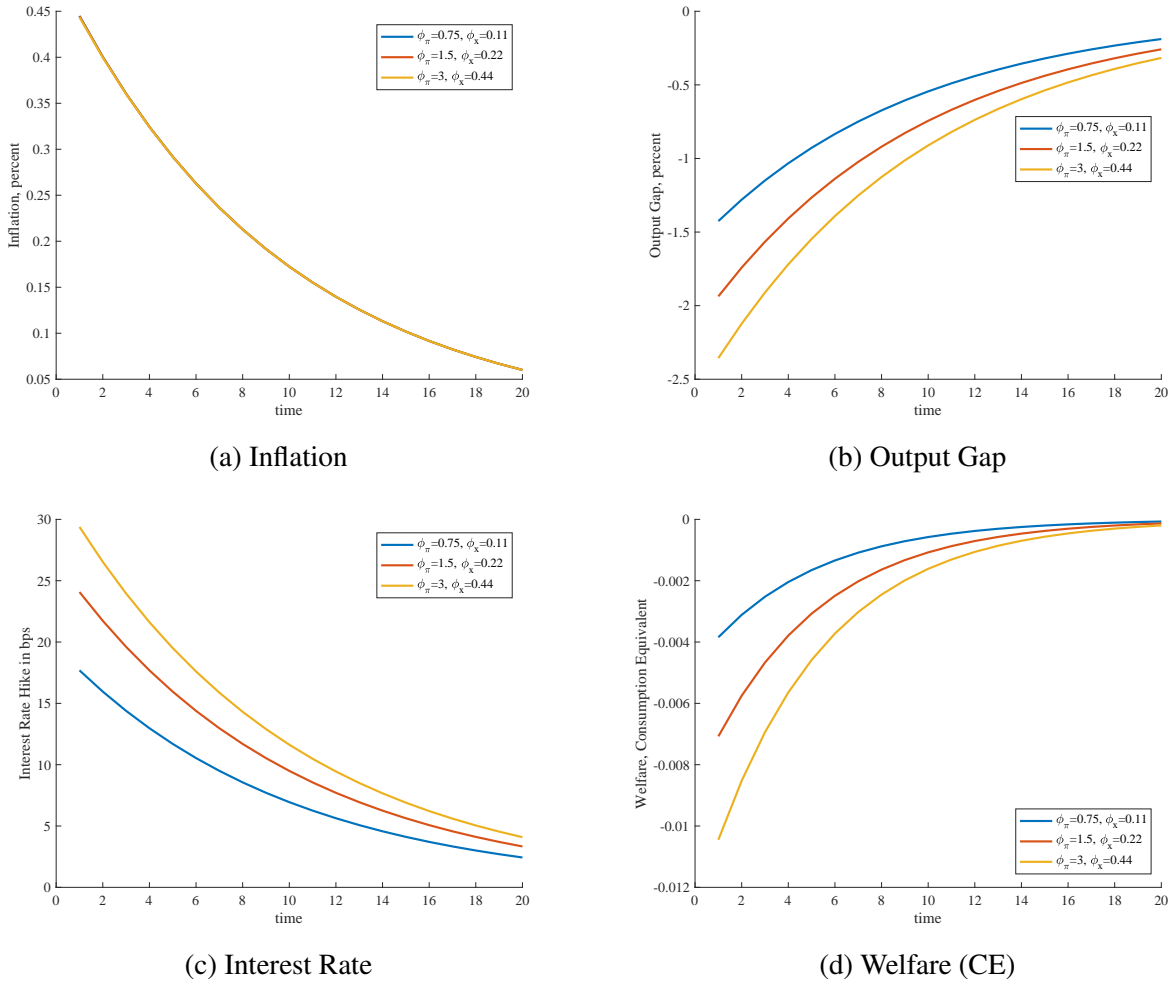 0.45
0.4
0.35
0.3
0.25
0.2
0.15
0.1
0.05
Inflation, percent
0 2 4 6 8 10 12 14 16 18 20
time
ϕπ=0.75, ϕx=0.11
ϕπ=1.5, ϕx=0.22
ϕπ=3, ϕx=0.44
(a) Inflation
0
-0.5
-1
-1.5
-2
-2.5
Output Gap, percent
0 2 4 6 8 10 12 14 16 18 20
time
ϕπ=0.75, ϕx=0.11
ϕπ=1.5, ϕx=0.22
ϕπ=3, ϕx=0.44
(b) Output Gap
30
25
20
15
10
5
0
Interest Rate Hike in bps
0 2 4 6 8 10 12 14 16 18 20
time
ϕπ=0.75, ϕx=0.11
ϕπ=1.5, ϕx=0.22
ϕπ=3, ϕx=0.44
(c) Interest Rate
0
-0.002
-0.004
-0.006
-0.008
-0.01
-0.012
Welfare, Consumption Equivalent
0 2 4 6 8 10 12 14 16 18 20
time
ϕπ=0.75, ϕx=0.11
ϕπ=1.5, ϕx=0.22
ϕπ=3, ϕx=0.44
(d) Welfare (CE)